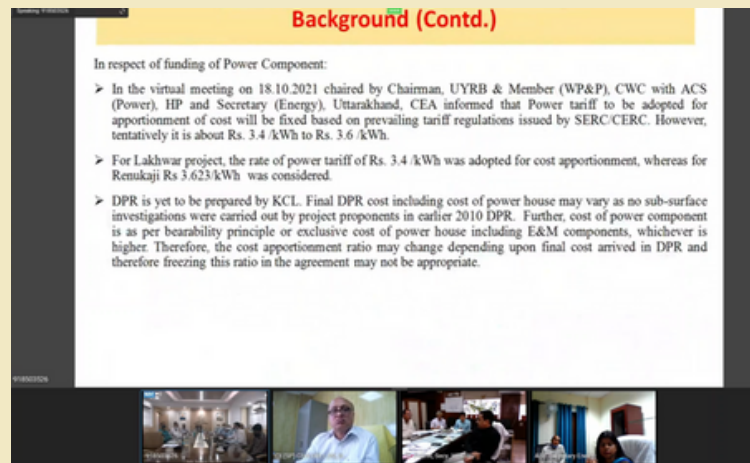 Speaking: 918503526
Background (Contd.)
In respect of funding of Power Component:
➤ In the virtual meeting on 18.10.2021 chaired by Chairman, UYRB & Member (WP&P), CWC with ACS
(Power), HP and Secretary (Energy), Uttarakhand, CEA informed that Power tariff to be adopted for
apportionment of cost will be fixed based on prevailing tariff regulations issued by SERC/CERC. However,
tentatively it is about Rs. 3.4 /kWh to Rs. 3.6 /kWh.
➤ For Lakhwar project, the rate of power tariff of Rs. 3.4 /kWh was adopted for cost apportionment, whereas for
Renukaji Rs 3.623/kWh was considered.
➤ DPR is yet to be prepared by KCL. Final DPR cost including cost of power house may vary as no sub-surface
investigations were carried out by project proponents in earlier 2010 DPR. Further, cost of power component
is as per bearability principle or exclusive cost of power house including E&M components, whichever is
higher. Therefore, the cost apportionment ratio may change depending upon final cost arrived in DPR and
therefore freezing this ratio in the agreement may not be appropriate.
918503526
918503526